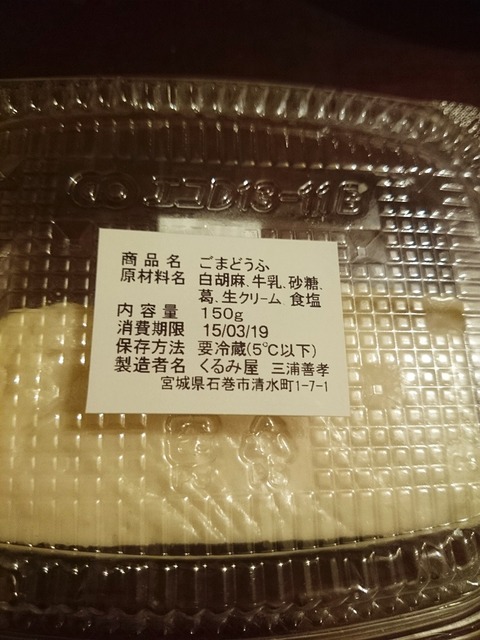 エコD18-11B
商品名 ごまどうふ
原材料名 白胡麻、牛乳、砂糖、
葛、生クリーム 食塩
内容量 150g
消費期限 15/03/19
保存方法 要冷蔵(5℃以下)
製造者名 くるみ屋 三浦善孝
宮城県石巻市清水町1-7-1